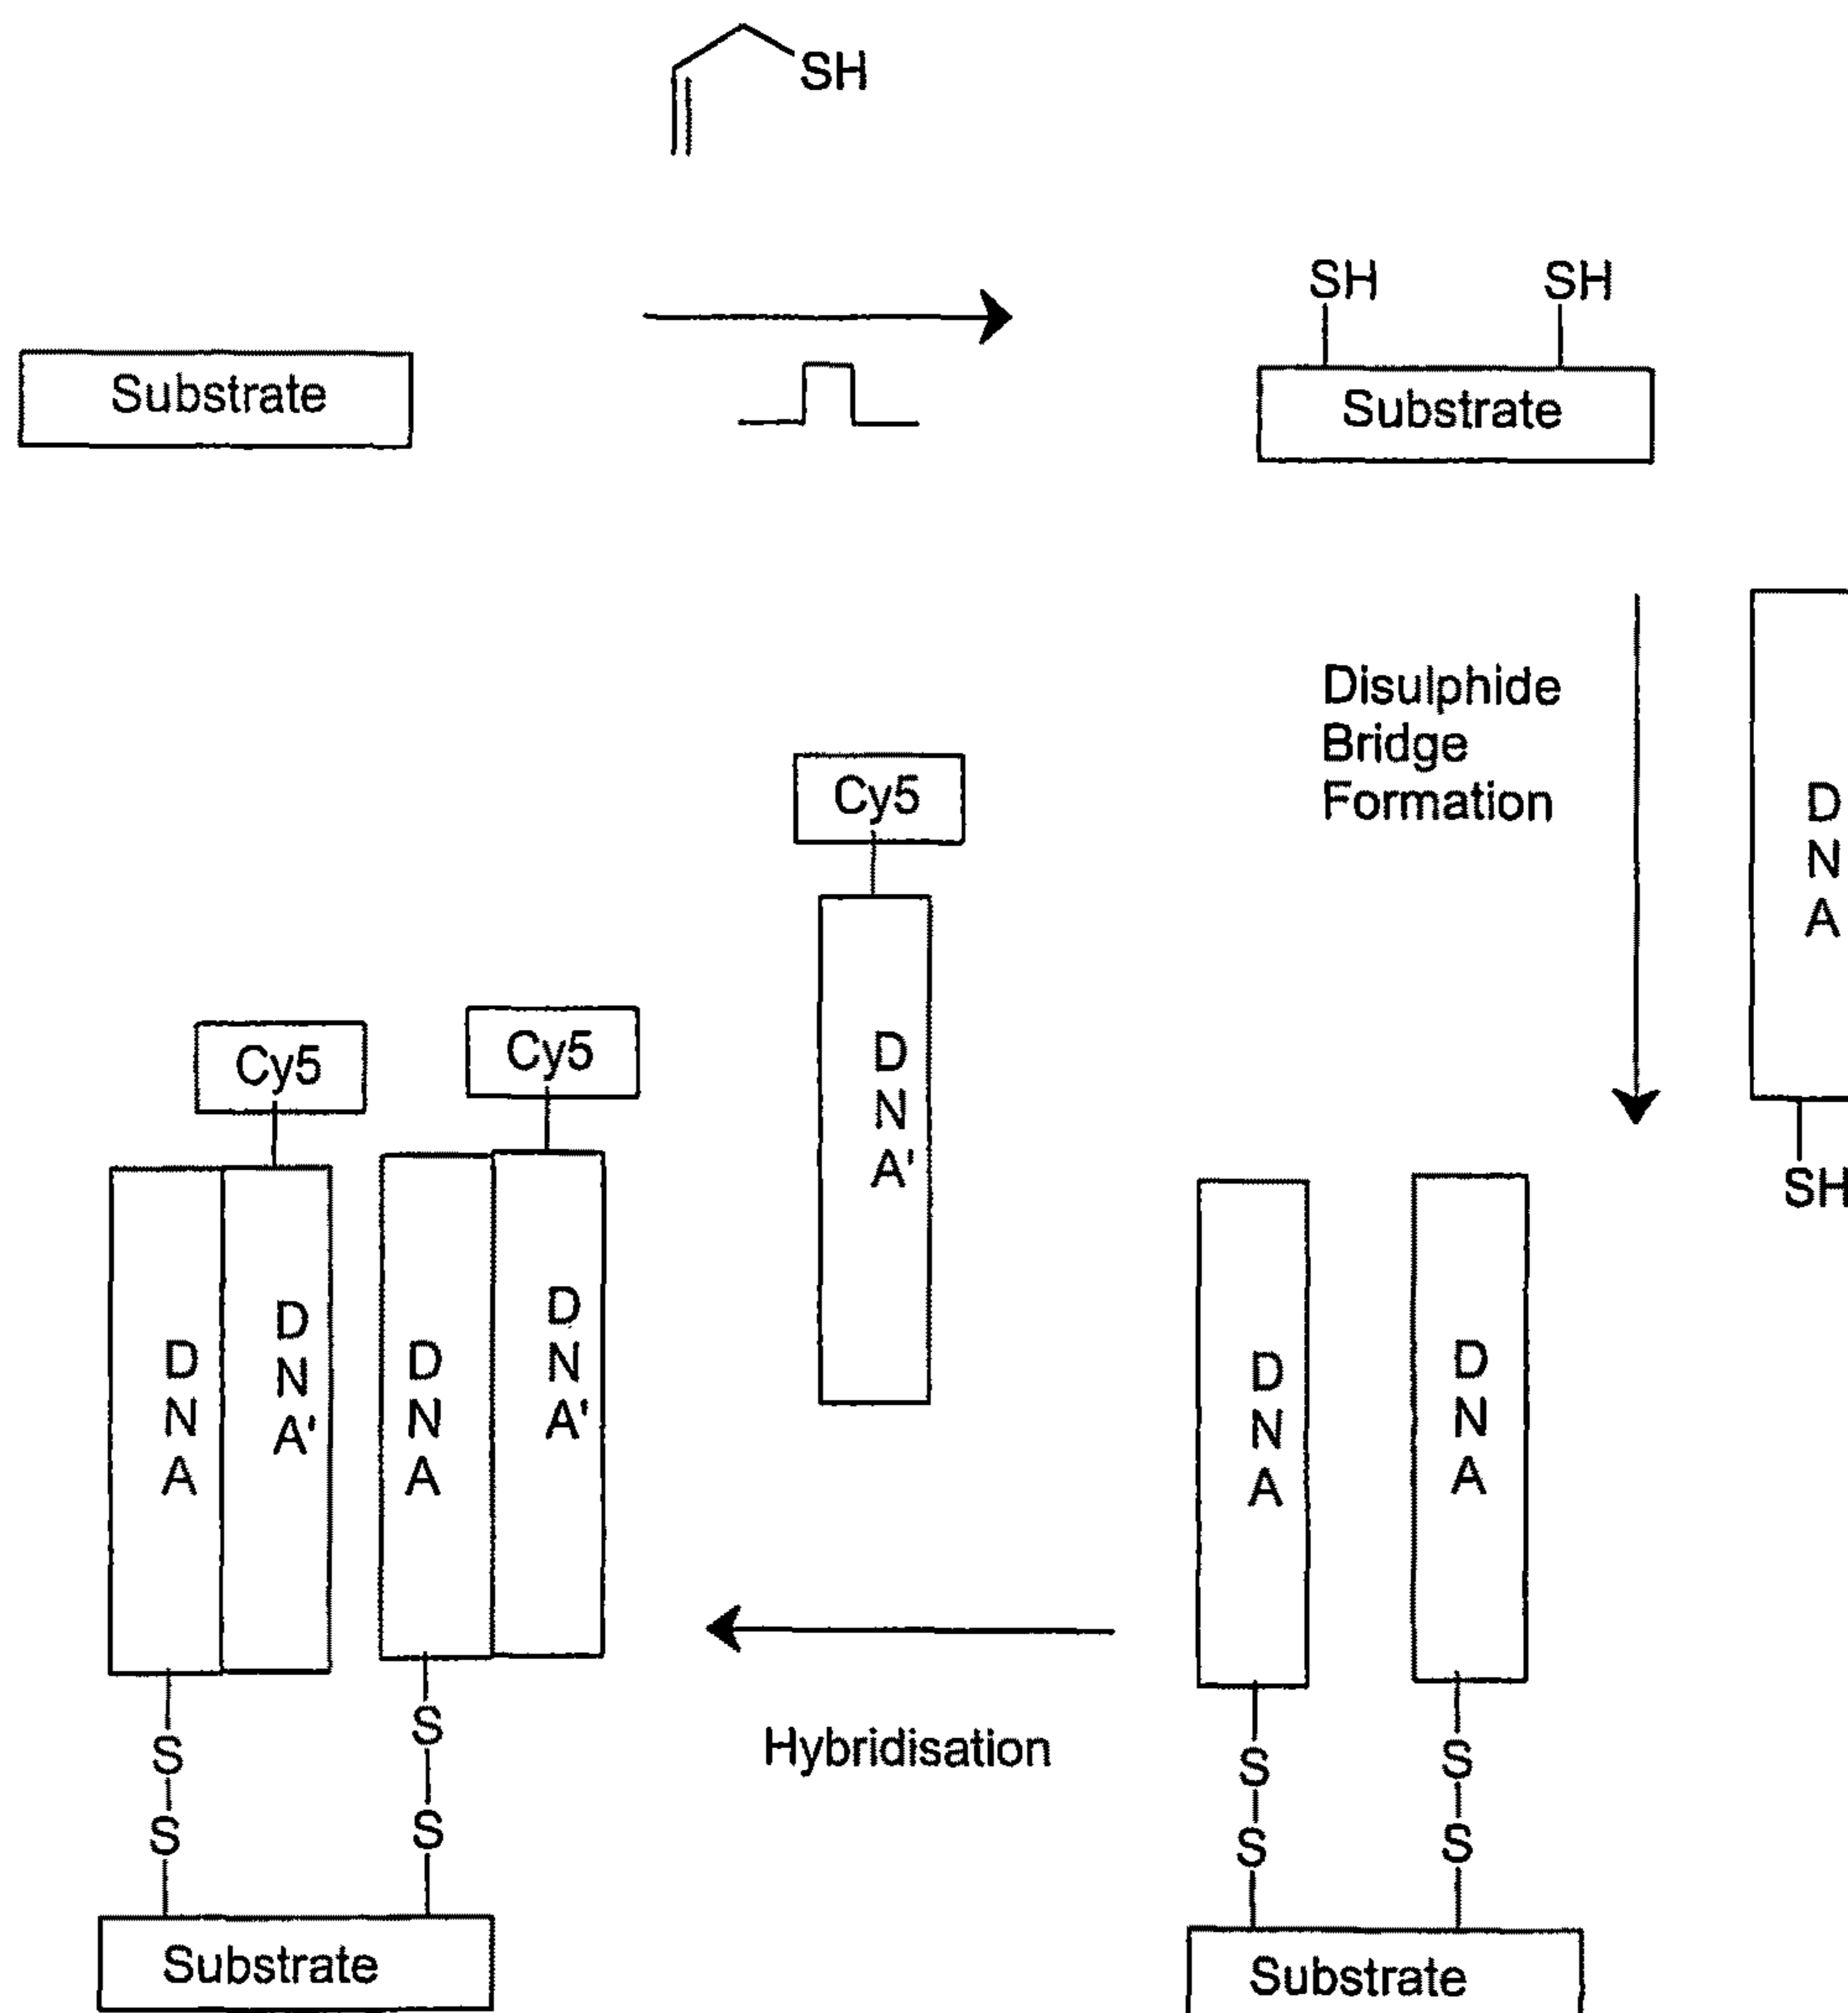 SH
SH SH
Substrate
Substrate
Disulphide
Bridge
Formation
D
N
A
SH
Cy5
D
N
A'
Cy5
Cy5
D
N
A
D
N
A'
D
N
A
D
N
A'
D
N
A
D
N
A
Hybridisation
S
S
S
S
S
S
S
S
Substrate
Substrate